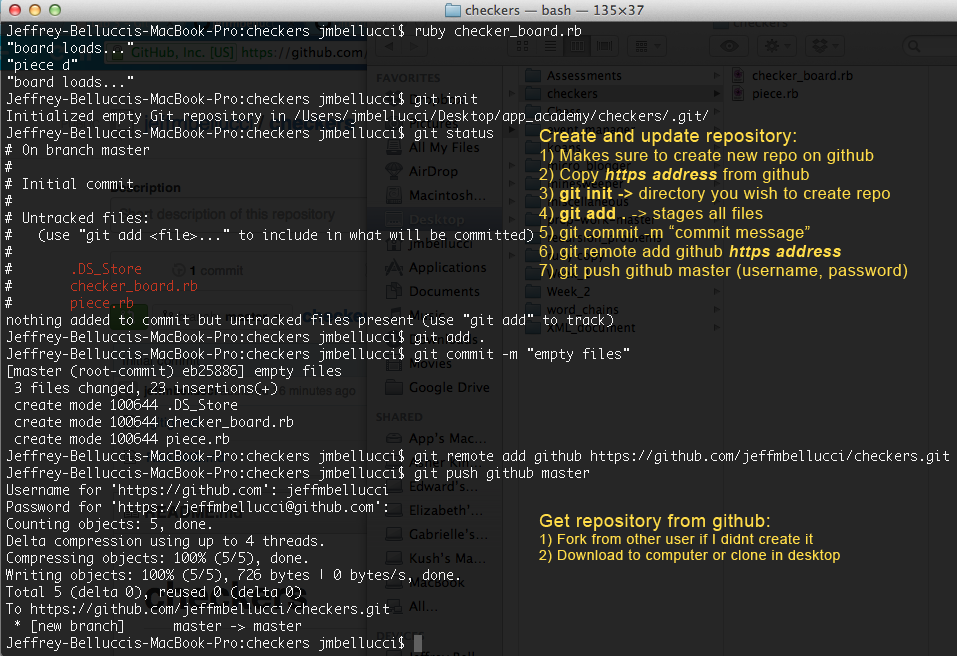 checkers — bash — 135×37
Jeffrey-Belluccis-MacBook-Pro:checkers jmbellucci$ ruby checker_board.rb
"board loads..."
"piece d"
"board loads..."
Jeffrey-Belluccis-MacBook-Pro:checkers jmbellucci$ git init
Initialized empty Git repository in /Users/jmbellucci/Desktop/app_academy/checkers/.git/
Jeffrey-Belluccis-MacBook-Pro:checkers jmbellucci$ git status
# On branch master
#
# Initial commit
#
# Untracked files:
#   (use "git add <file>..." to include in what will be committed)
#
#       .DS_Store
#       checker_board.rb
#       piece.rb
nothing added to commit but untracked files present (use "git add" to track)
Jeffrey-Belluccis-MacBook-Pro:checkers jmbellucci$ git add .
Jeffrey-Belluccis-MacBook-Pro:checkers jmbellucci$ git commit -m "empty files"
[master (root-commit) eb25886] empty files
 3 files changed, 23 insertions(+)
 create mode 100644 .DS_Store
 create mode 100644 checker_board.rb
 create mode 100644 piece.rb
Jeffrey-Belluccis-MacBook-Pro:checkers jmbellucci$ git remote add github https://github.com/jeffmbellucci/checkers.git
Jeffrey-Belluccis-MacBook-Pro:checkers jmbellucci$ git push github master
Username for 'https://github.com': jeffmbellucci
Password for 'https://jeffmbellucci@github.com':
Counting objects: 5, done.
Delta compression using up to 4 threads.
Compressing objects: 100% (5/5), done.
Writing objects: 100% (5/5), 726 bytes | 0 bytes/s, done.
Total 5 (delta 0), reused 0 (delta 0)
To https://github.com/jeffmbellucci/checkers.git
 * [new branch]      master -> master
Jeffrey-Belluccis-MacBook-Pro:checkers jmbellucci$
Create and update repository:
1) Makes sure to create new repo on github
2) Copy https address from github
3) git init -> directory you wish to create repo
4) git add . -> stages all files
5) git commit -m “commit message”
6) git remote add github https address
7) git push github master (username, password)
Get repository from github:
1) Fork from other user if I didnt create it
2) Download to computer or clone in desktop
GitHub, Inc. [US] https://github.com
description of this repository
1 commit
minutes ago
checkers
FAVORITES
All My Files
AirDrop
Macintosh...
Desktop
jmbellucci
Applications
Documents
Movies
Google Drive
SHARED
App's Mac...
Edward's...
Elizabeth'...
Gabrielle's...
Kush's Ma...
MacBook
All...
Assessments
checkers
Week_2
word_chains
XML_document
checker_board.rb
piece.rb